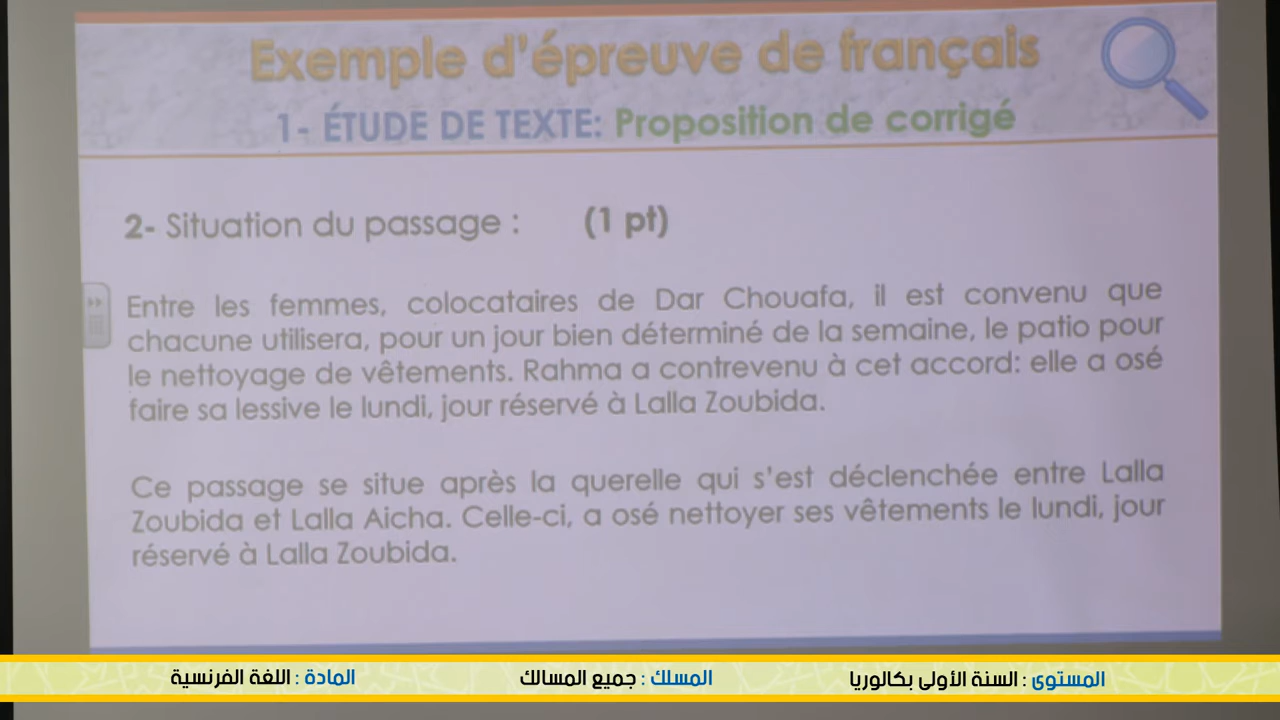 Exemple d'épreuve de français
1- ÉTUDE DE TEXTE: Proposition de corrigé
2- Situation du passage : (1 pt)
Entre les femmes, colocataires de Dar Chouafa, il est convenu que
chacune utilisera, pour un jour bien déterminé de la semaine, le patio pour
le nettoyage de vêtements. Rahma a contrevenu à cet accord: elle a osé
faire sa lessive le lundi, jour réservé à Lalla Zoubida.
Ce passage se situe après la querelle qui s'est déclenchée entre Lalla
Zoubida et Lalla Aicha. Celle-ci, a osé nettoyer ses vêtements le lundi, jour
réservé à Lalla Zoubida.
المستوى : السنة الأولى بكالوريا المسلك : جميع المسالك المادة : اللغة الفرنسية